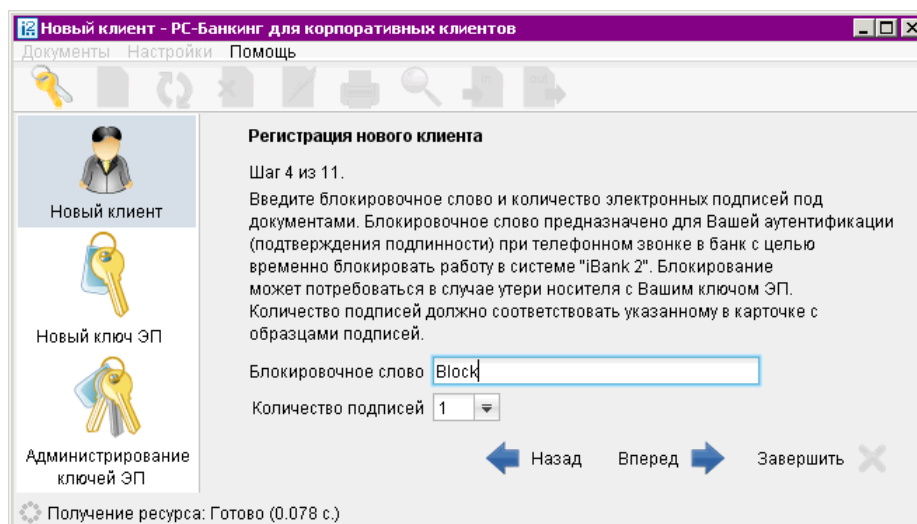 Новый клиент - РС-Банкинг для корпоративных клиентов
Документы Настройки Помощь
Новый клиент
Новый ключ ЭП
Администрирование
ключей ЭП
Регистрация нового клиента
Шаг 4 из 11.
Введите блокировочное слово и количество электронных подписей под
документами. Блокировочное слово предназначено для Вашей аутентификации
(подтверждения подлинности) при телефонном звонке в банк с целью
временно блокировать работу в системе "iBank 2". Блокирование
может потребоваться в случае утери носителя с Вашим ключом ЭП.
Количество подписей должно соответствовать указанному в карточке с
образцами подписей.
Блокировочное слово Block
Количество подписей 1
Назад Вперед Завершить
Получение ресурса: Готово (0.078 с.)